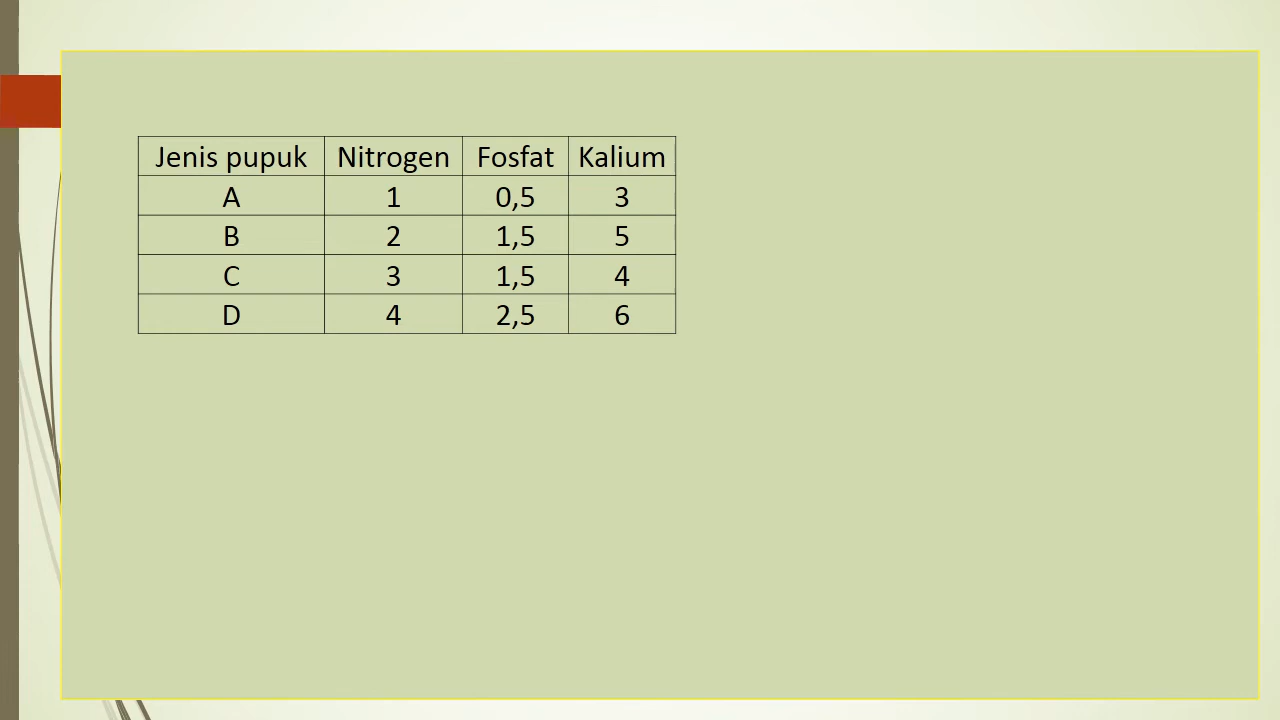 Jenis pupuk Nitrogen Fosfat Kalium
A 1 0,5 3
B 2 1,5 5
C 3 1,5 4
D 4 2,5 6